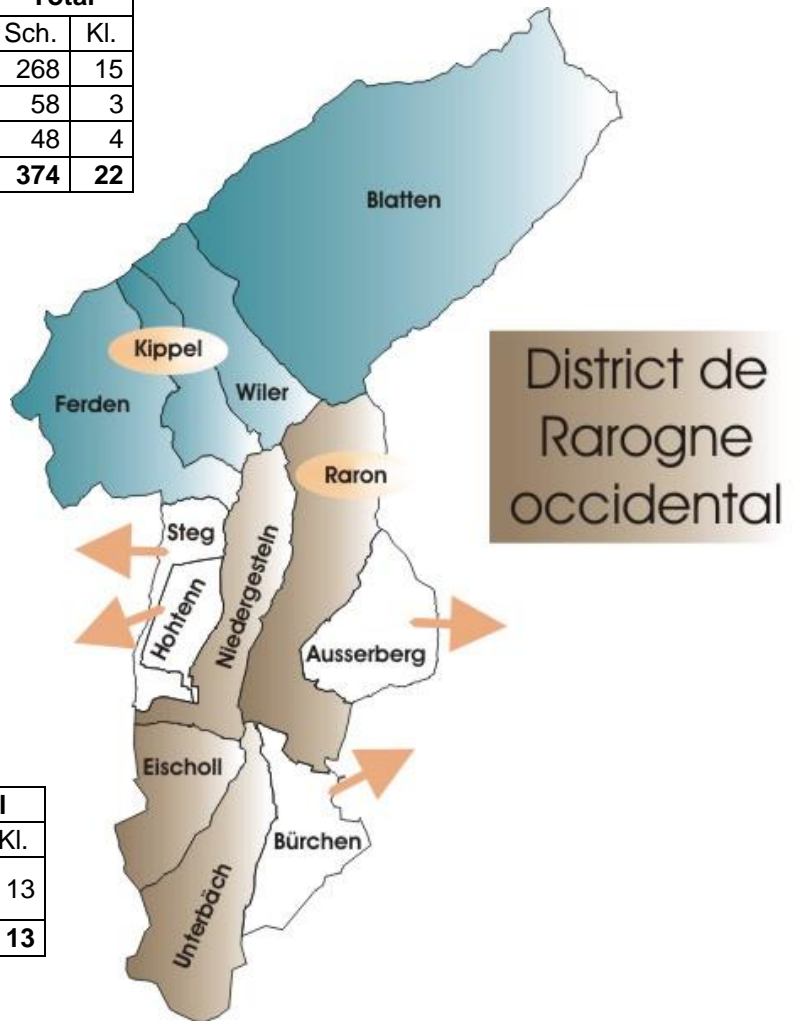 Total
Sch. Kl.
268 15
58 3
48 4
374 22
Blatten
Kippel
Wiler
Ferden
District de
Rarogne
occidental
Raron
Steg
Hohtenn
Niedergesteln
Ausserberg
Eischoll
Bürchen
Unterbäch
l
Kl.
13
13